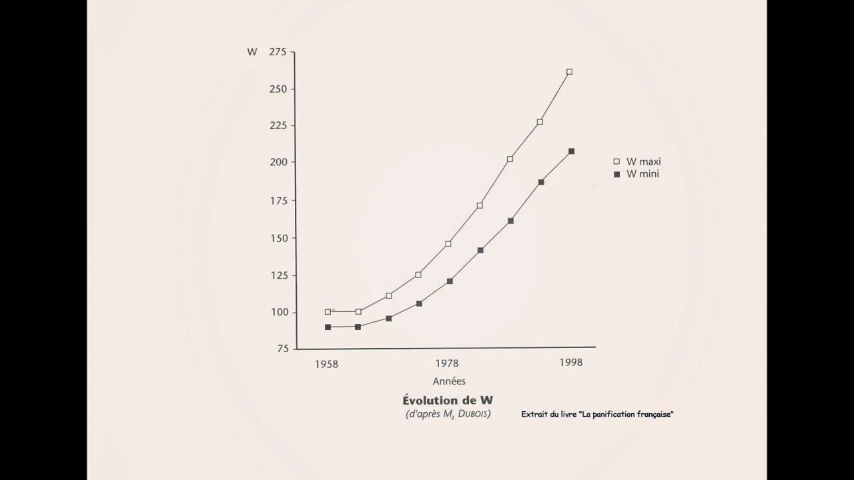 W 275
250
225
200
175
150
125
100
75
W maxi
W mini
1958 1978 1998
Années
Évolution de W
(d'après M, DUBOIS)
Extrait du livre "La panification française"